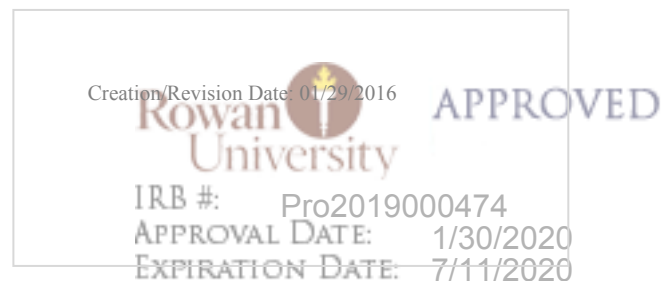 Creation/Revision Date: 01/29/2016
Rowan
University
APPROVED
IRB #: Pro2019000474
APPROVAL DATE: 1/30/2020
EXPIRATION DATE: 7/11/2020